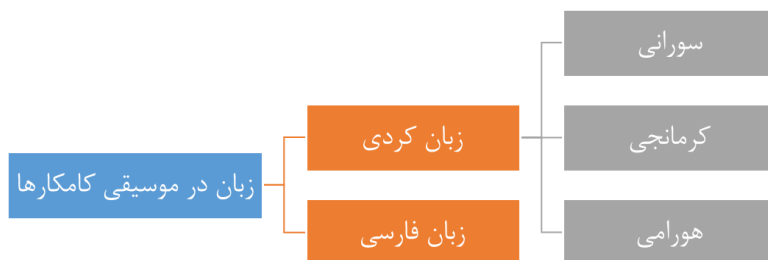 زبان در موسیقی کامکارها
زبان کردی
سورانی
کرمانجی
هورامی
زبان فارسی